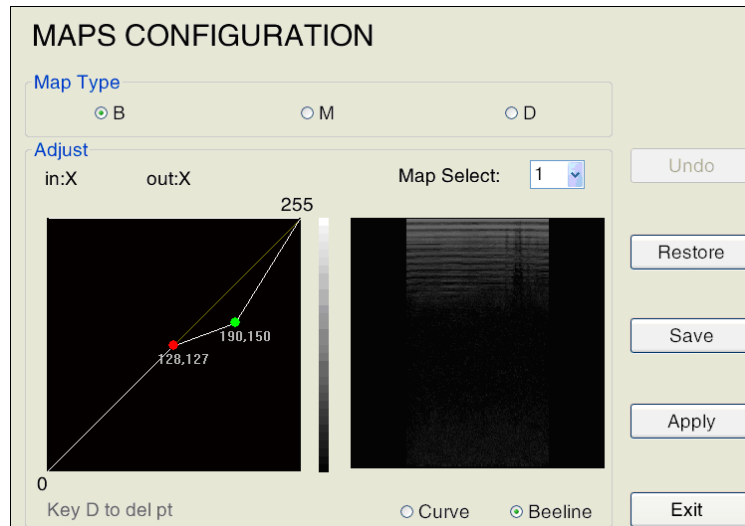 MAPS CONFIGURATION
Map Type
B M D
Adjust
in:X out:X Map Select: 1 Undo
255
Restore
190,150 Save
128,127
Apply
0
Key D to del pt Curve Beeline Exit